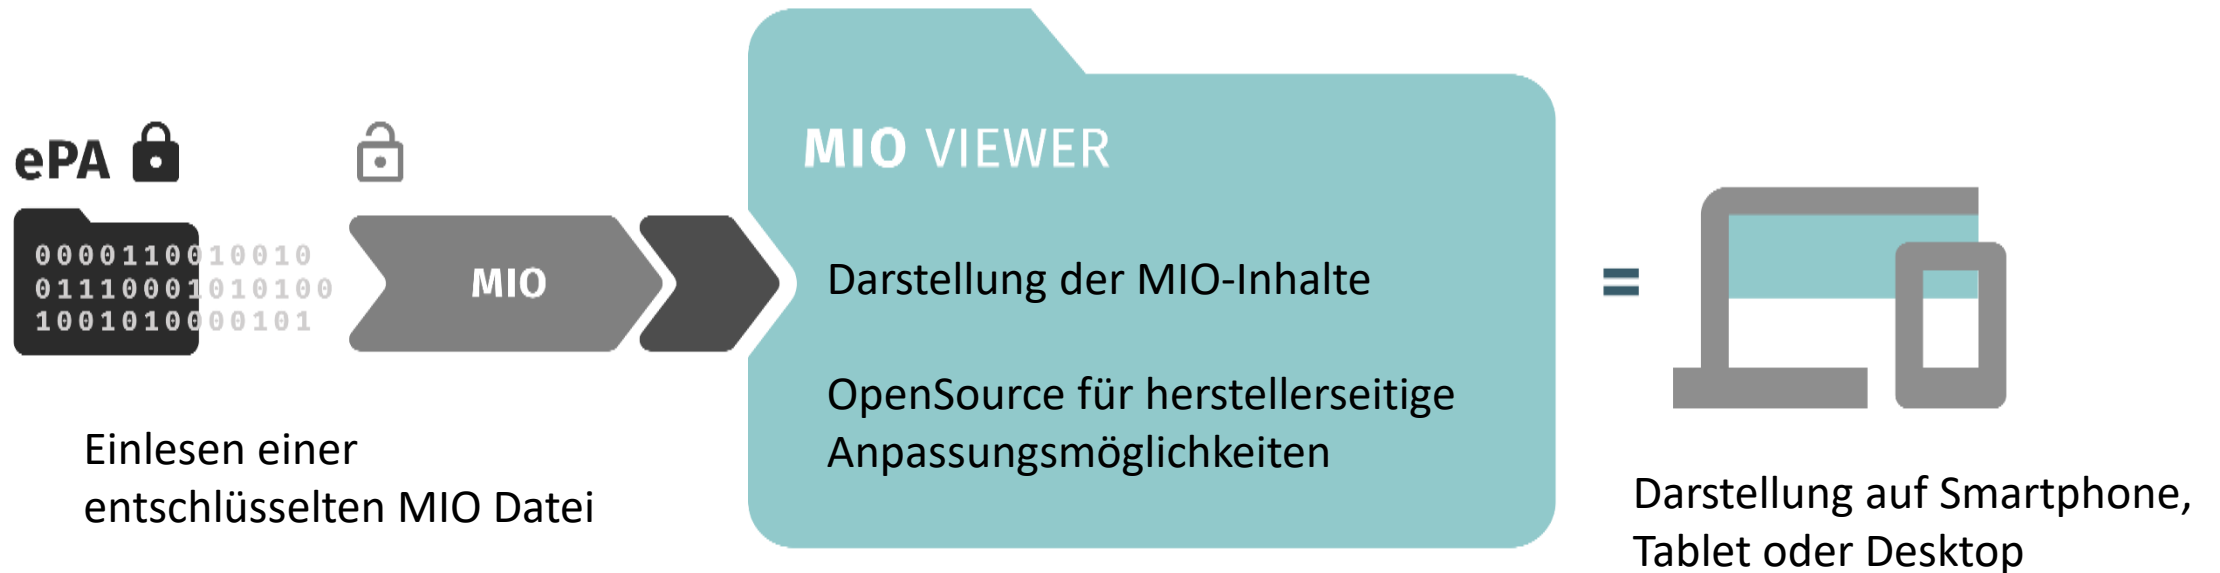 ePA
0000110010010
01110001010100
1001010000101
MIO
Einlesen einer
entschlüsselten MIO Datei
MIO VIEWER
Darstellung der MIO-Inhalte
OpenSource für herstellerseitige
Anpassungsmöglichkeiten
=
Darstellung auf Smartphone,
Tablet oder Desktop